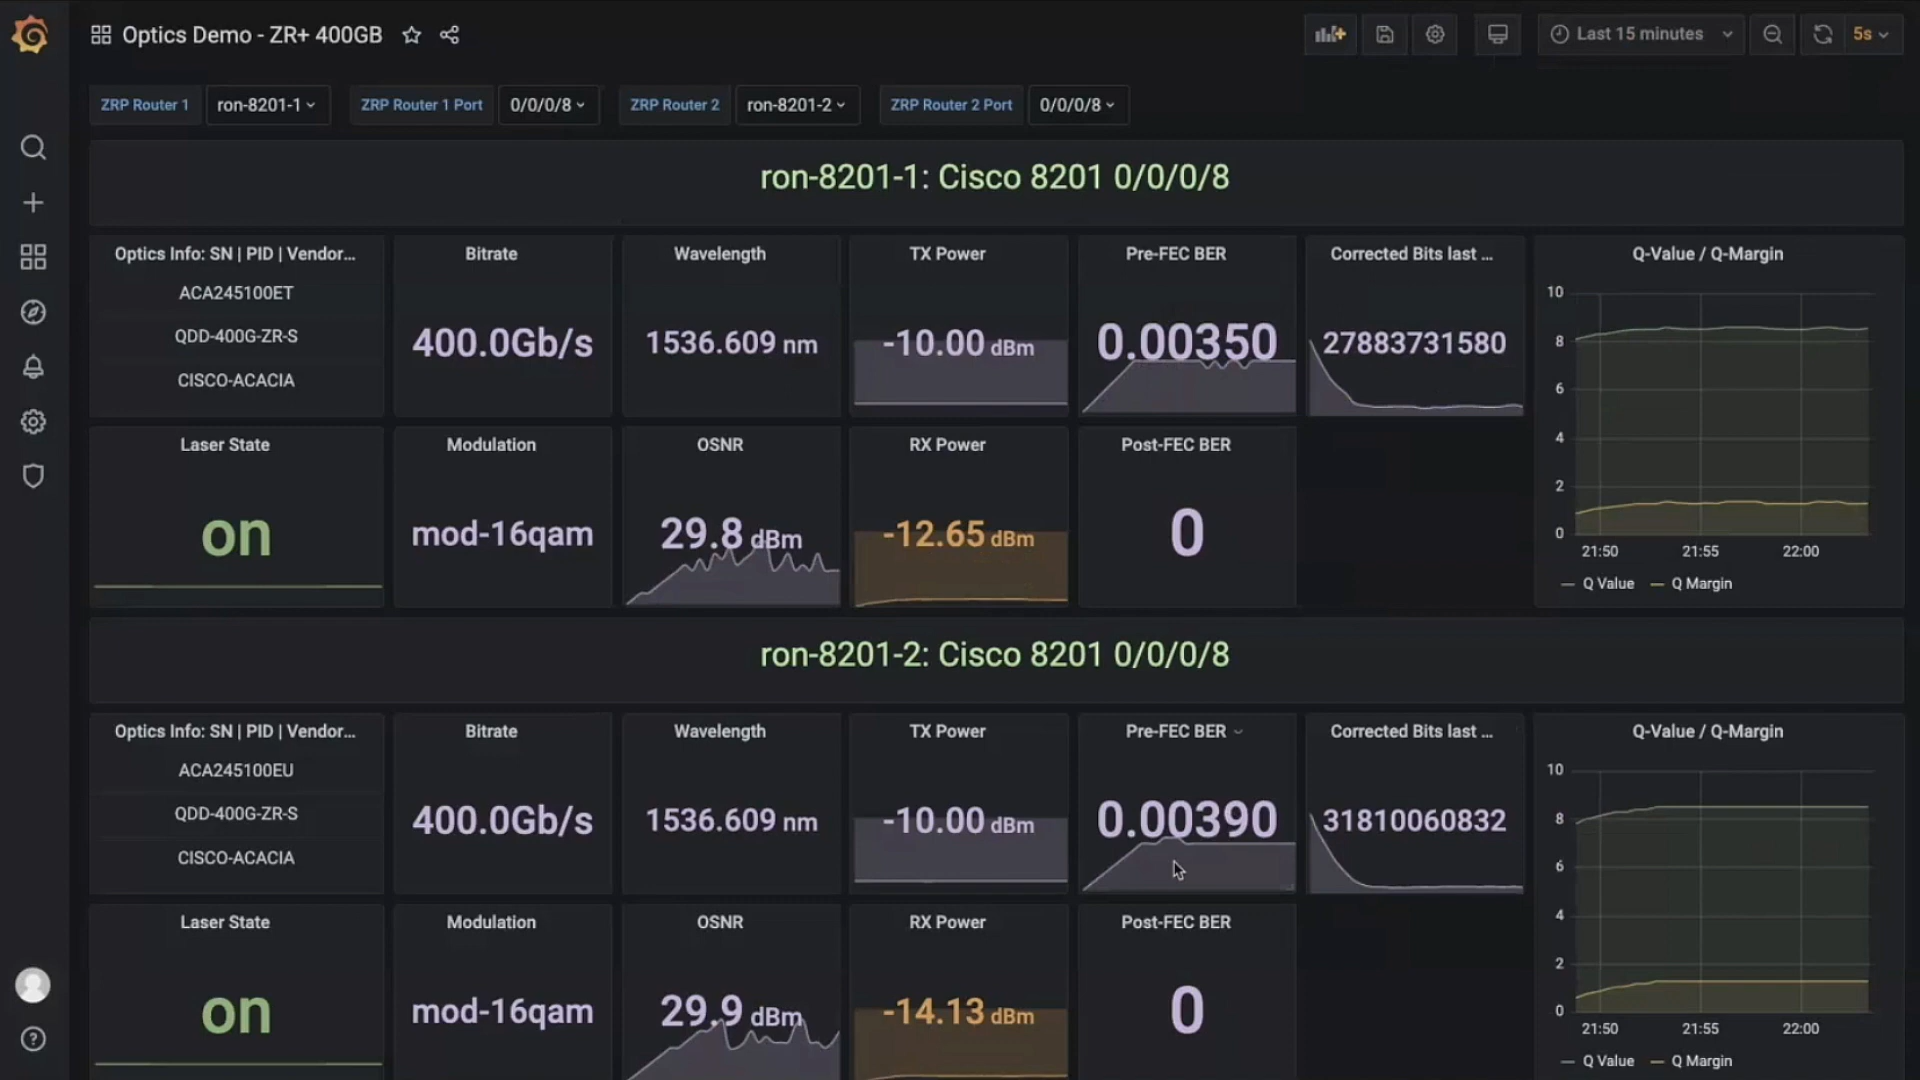 Optics Demo - ZR+ 400GB
Last 15 minutes
5s
ZRP Router 1 ron-8201-1 ZRP Router 1 Port 0/0/0/8 ZRP Router 2 ron-8201-2 ZRP Router 2 Port 0/0/0/8
ron-8201-1: Cisco 8201 0/0/0/8
Optics Info: SN | PID | Vendor...
ACA245100ET
QDD-400G-ZR-S
CISCO-ACACIA
Bitrate
400.0Gb/s
Wavelength
1536.609 nm
TX Power
-10.00 dBm
Pre-FEC BER
0.00350
Corrected Bits last ...
27883731580
Q-Value / Q-Margin
10
8
6
4
2
0
21:50 21:55 22:00
Q Value Q Margin
Laser State
on
Modulation
mod-16qam
OSNR
29.8 dBm
RX Power
-12.65 dBm
Post-FEC BER
0
ron-8201-2: Cisco 8201 0/0/0/8
Optics Info: SN | PID | Vendor...
ACA245100EU
QDD-400G-ZR-S
CISCO-ACACIA
Bitrate
400.0Gb/s
Wavelength
1536.609 nm
TX Power
-10.00 dBm
Pre-FEC BER
0.00390
Corrected Bits last ...
31810060832
Q-Value / Q-Margin
10
8
6
4
2
0
21:50 21:55 22:00
Q Value Q Margin
Laser State
on
Modulation
mod-16qam
OSNR
29.9 dBm
RX Power
-14.13 dBm
Post-FEC BER
0